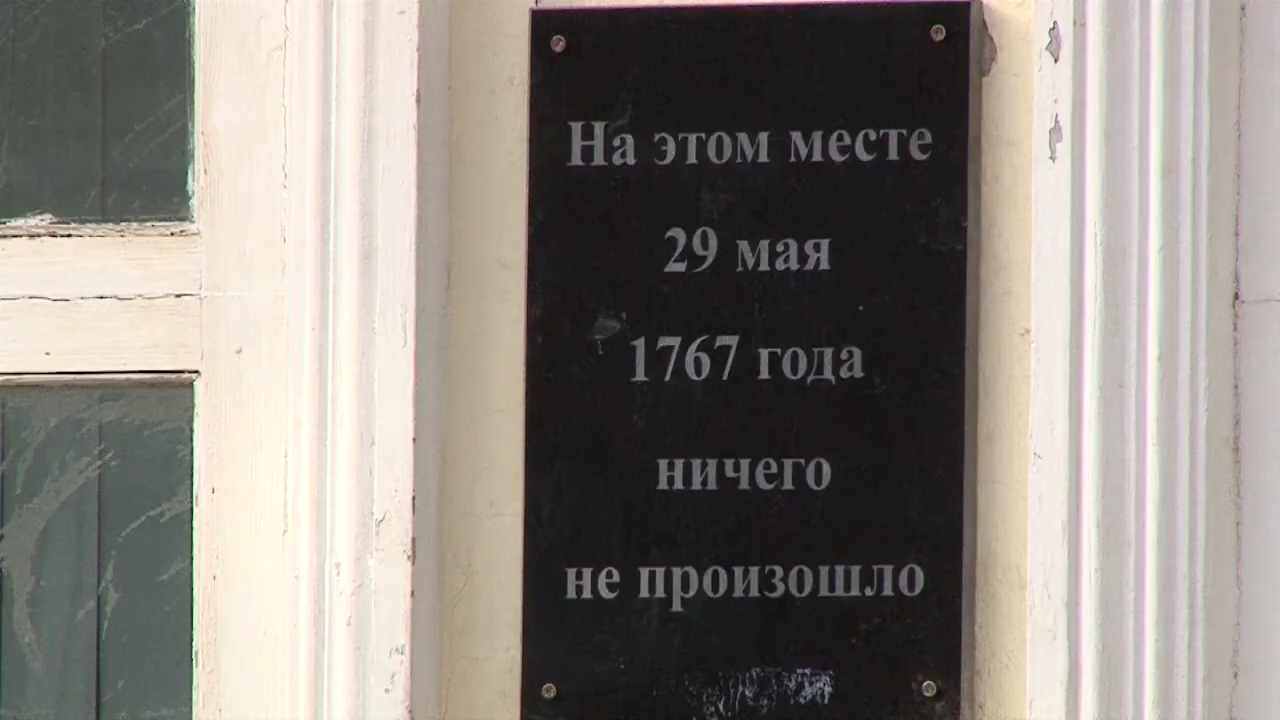 На этом месте
29 мая
1767 года
ничего
не произошло